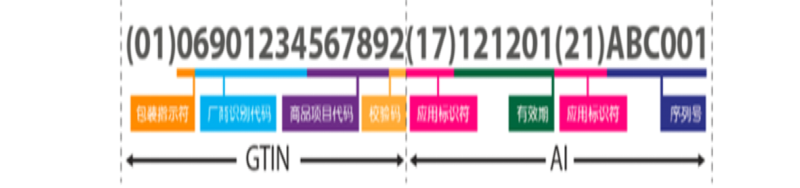 (01)06901234567892(17)121201(21)ABC001
包装指示符 厂商识别代码 商品项目代码 校验码 应用标识符 有效期 应用标识符 序列号
GTIN AI